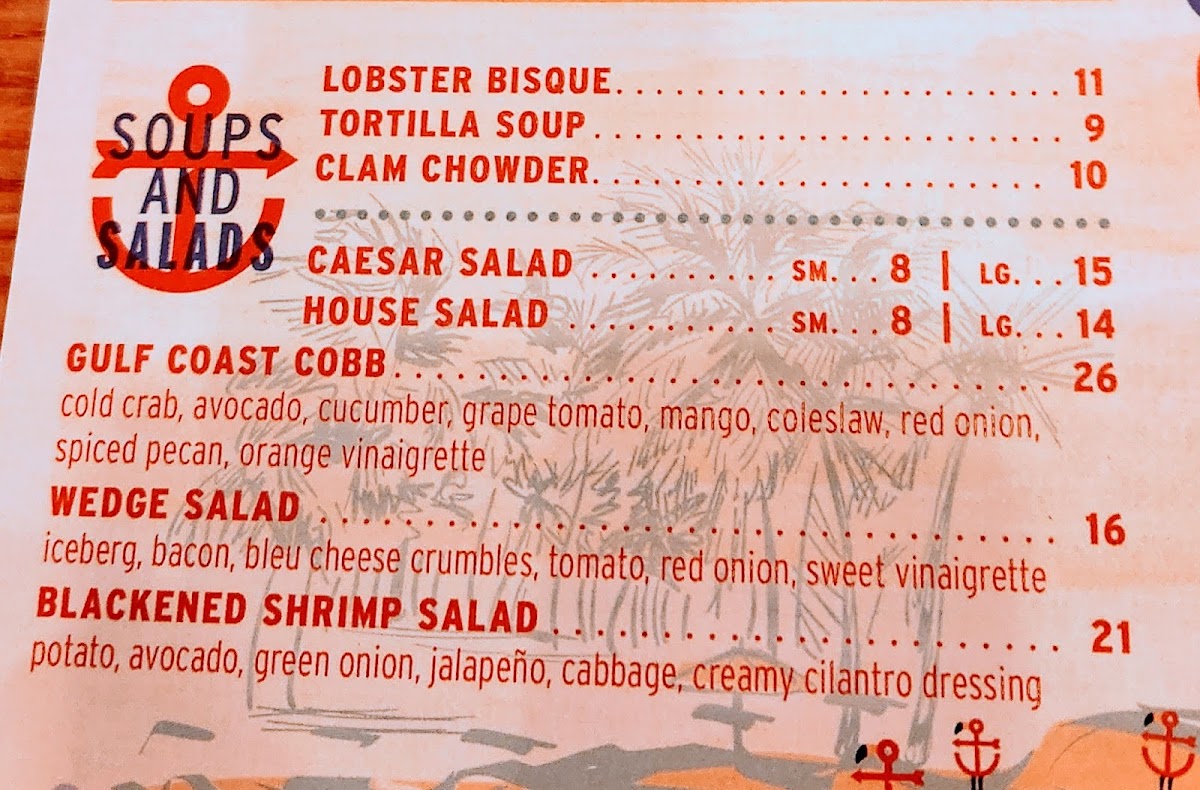 SOUPS
AND
SALADS
LOBSTER BISQUE. . . . . . . . . . . . . . . . . . . . . 11
TORTILLA SOUP. . . . . . . . . . . . . . . . . . . . . . 9
CLAM CHOWDER. . . . . . . . . . . . . . . . . . . . . 10
CAESAR SALAD . . . . . . . . . . SM. . . 8 | LG. . . 15
HOUSE SALAD . . . . . . . . . . . SM. . . 8 | LG. . . 14
GULF COAST COBB. . . . . . . . . . . . . . . . . . . . . . . . . . . . . . . 26
cold crab, avocado, cucumber, grape tomato, mango, coleslaw, red onion,
spiced pecan, orange vinaigrette
WEDGE SALAD . . . . . . . . . . . . . . . . . . . . . . . . . . . . . . . . . . 16
iceberg, bacon, bleu cheese crumbles, tomato, red onion, sweet vinaigrette
BLACKENED SHRIMP SALAD . . . . . . . . . . . . . . . . . . . . . . . 21
potato, avocado, green onion, jalapeño, cabbage, creamy cilantro dressing